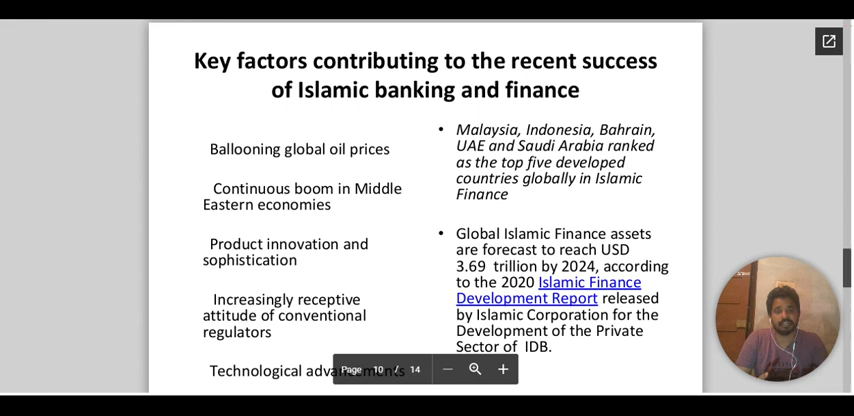 Key factors contributing to the recent success
of Islamic banking and finance
Ballooning global oil prices
Continuous boom in Middle
Eastern economies
Product innovation and
sophistication
Increasingly receptive
attitude of conventional
regulators
Technological advancements
• Malaysia, Indonesia, Bahrain,
UAE and Saudi Arabia ranked
as the top five developed
countries globally in Islamic
Finance
• Global Islamic Finance assets
are forecast to reach USD
3.69 trillion by 2024, according
to the 2020 Islamic Finance
Development Report released
by Islamic Corporation for the
Development of the Private
Sector of IDB.
Page 10 / 14